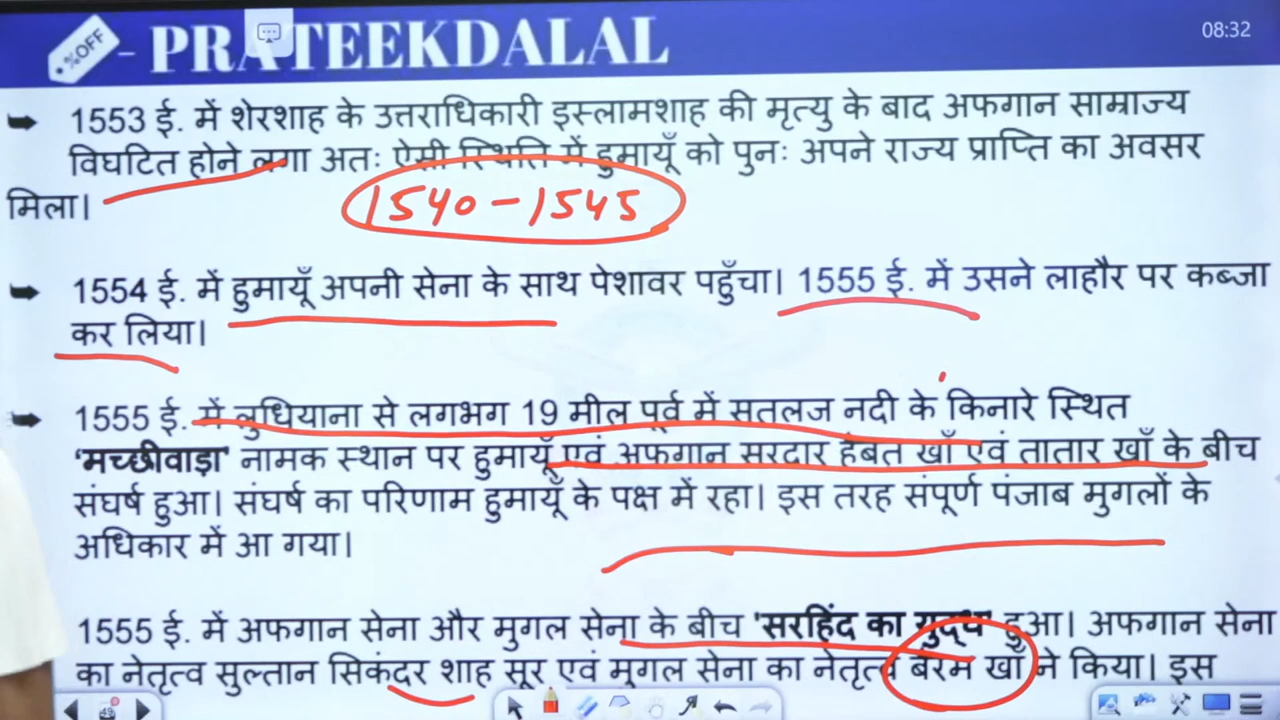 %OFF - PRATEEKDALAL
08:32
1553 ई. में शेरशाह के उत्तराधिकारी इस्लामशाह की मृत्यु के बाद अफगान साम्राज्य
विघटित होने लगा अतः ऐसी स्थिति में हुमायूँ को पुनः अपने राज्य प्राप्ति का अवसर
मिला।
1540-1545
1554 ई. में हुमायूँ अपनी सेना के साथ पेशावर पहुँचा। 1555 ई. में उसने लाहौर पर कब्जा
कर लिया।
1555 ई. में लुधियाना से लगभग 19 मील पूर्व में सतलज नदी के किनारे स्थित
'मच्छीवाड़ा' नामक स्थान पर हुमायूँ एवं अफगान सरदार हैबत खाँ एवं तातार खाँ के बीच
संघर्ष हुआ। संघर्ष का परिणाम हुमायूँ के पक्ष में रहा। इस तरह संपूर्ण पंजाब मुगलों के
अधिकार में आ गया।
1555 ई. में अफगान सेना और मुगल सेना के बीच 'सरहिंद का युद्ध' हुआ। अफगान सेना
का नेतृत्व सुल्तान सिकंदर शाह सूर एवं मुगल सेना का नेतृत्व बैरम खाँ ने किया। इस
49